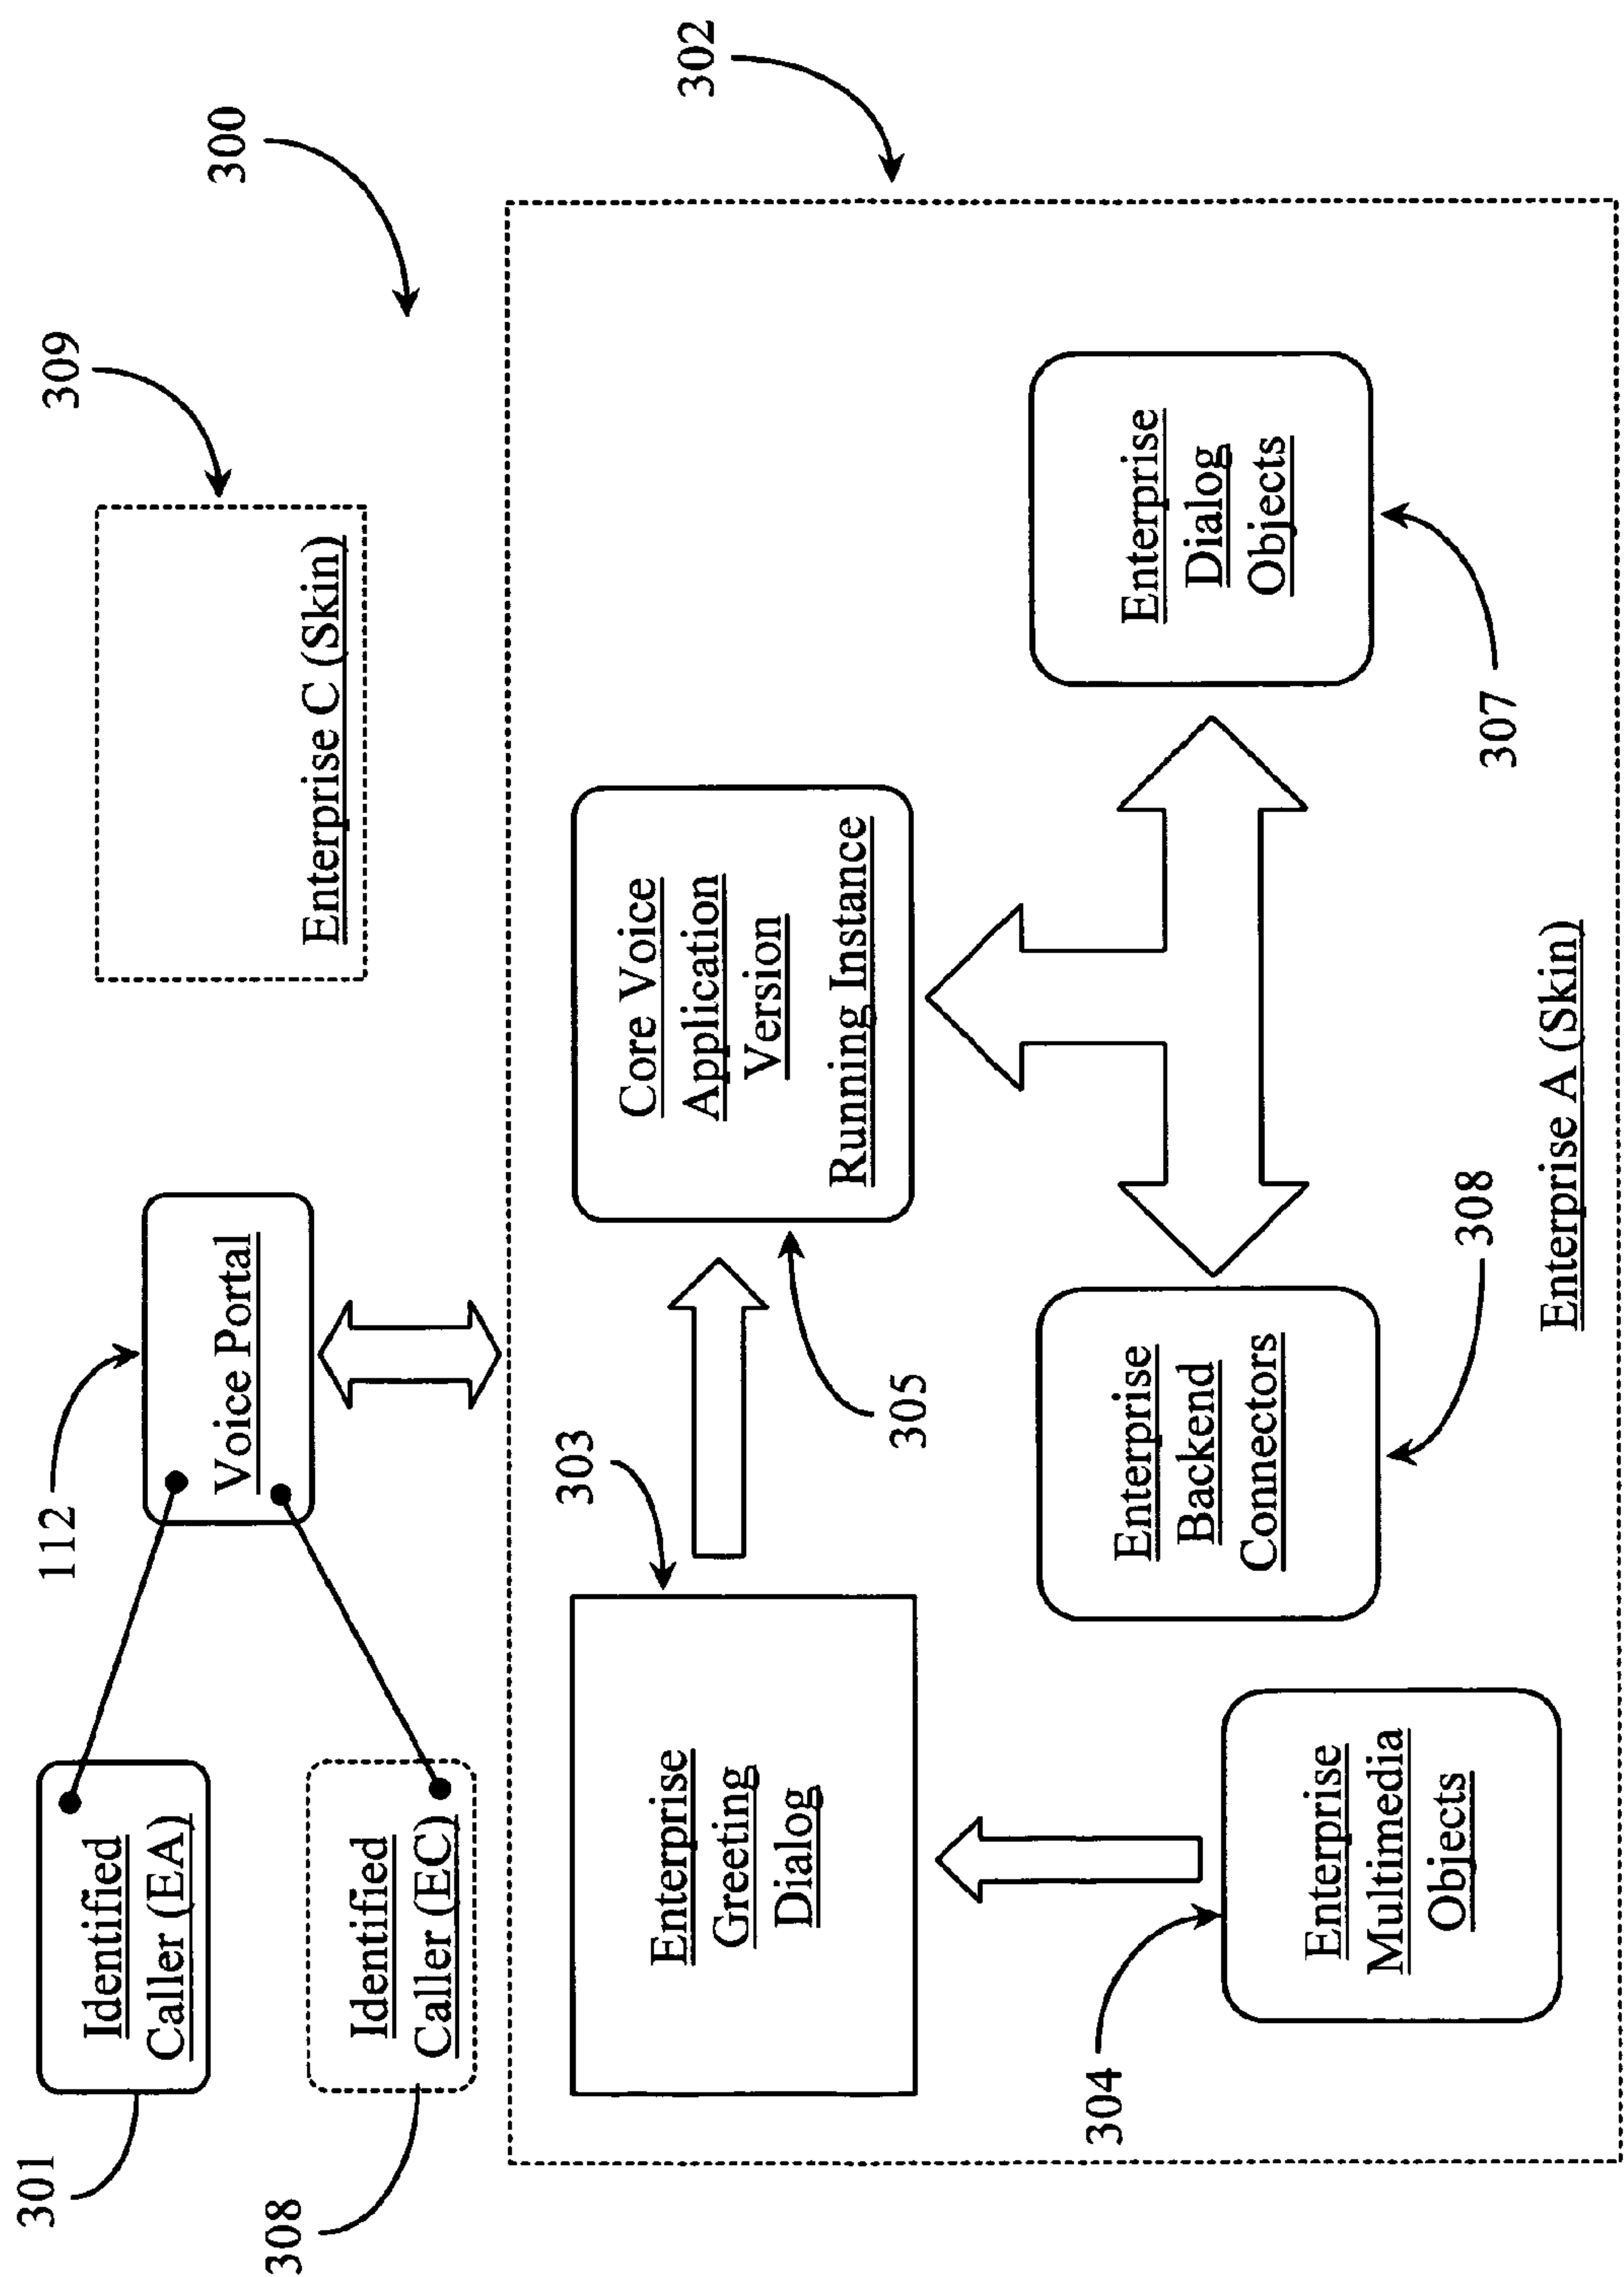 301
Identified
Caller (EA)
308
Identified
Caller (EC)
112
Voice Portal
309
Enterprise C (Skin)
300
302
303
Enterprise
Greeting
Dialog
304
Enterprise
Multimedia
Objects
305
Core Voice
Application
Version
Running Instance
308
Enterprise
Backend
Connectors
307
Enterprise
Dialog
Objects
Enterprise A (Skin)